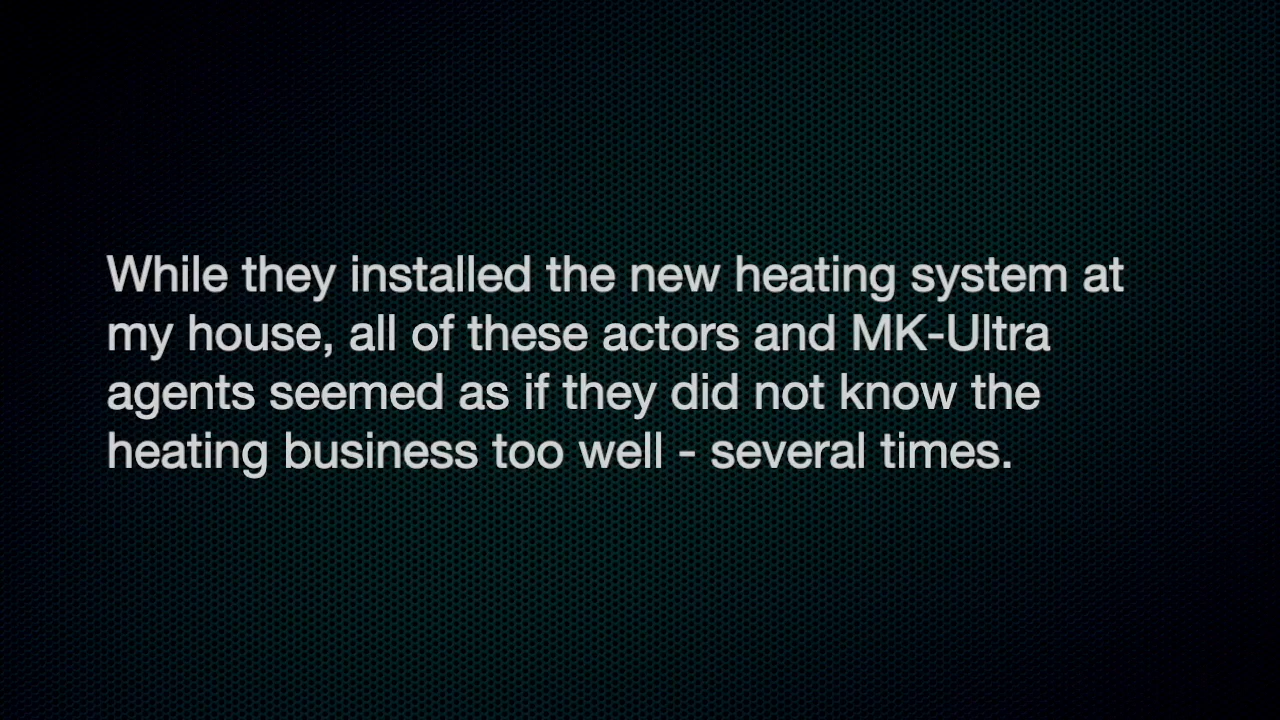 While they installed the new heating system at
my house, all of these actors and MK-Ultra
agents seemed as if they did not know the
heating business too well - several times.